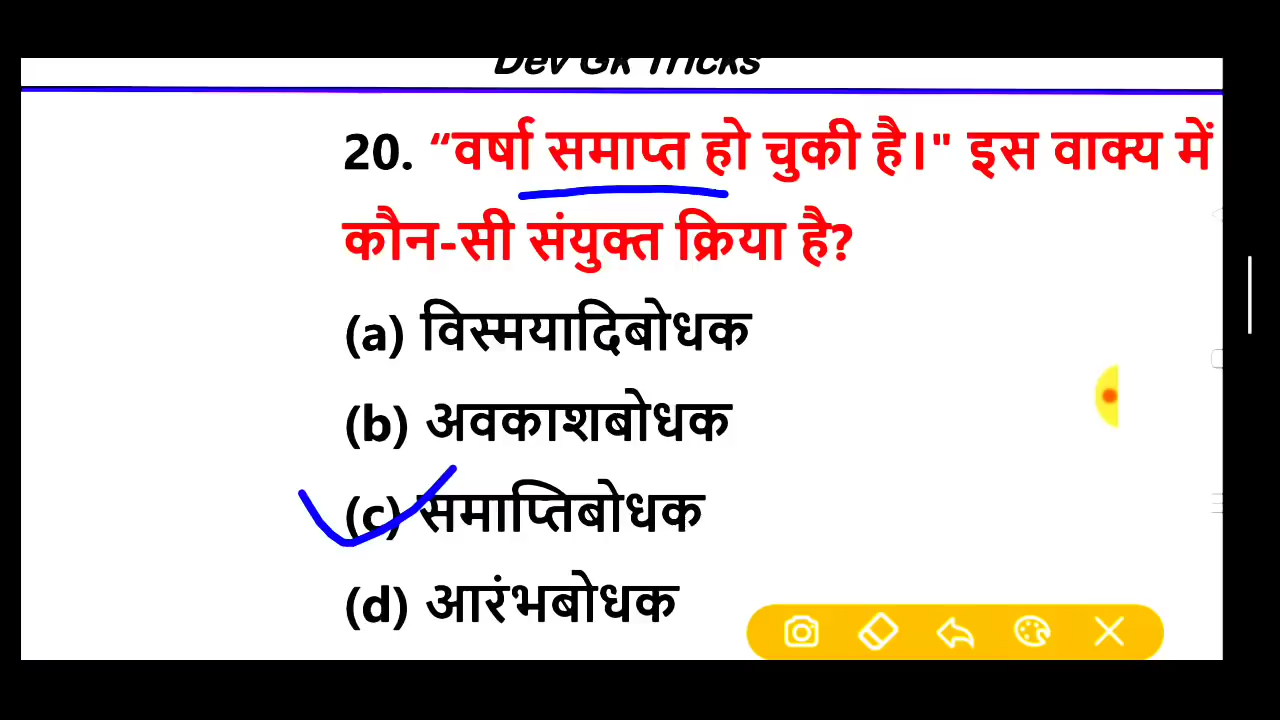 Dev GK Tricks
20. “वर्षा समाप्त हो चुकी है।" इस वाक्य में
कौन-सी संयुक्त क्रिया है?
(a) विस्मयादिबोधक
(b) अवकाशबोधक
(c) समाप्तिबोधक
(d) आरंभबोधक